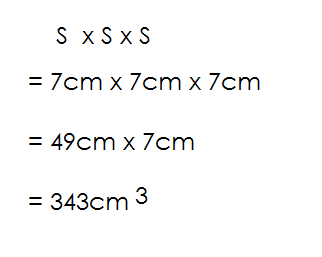 S x S x S
= 7cm x 7cm x 7cm
= 49cm x 7cm
= 343cm ³